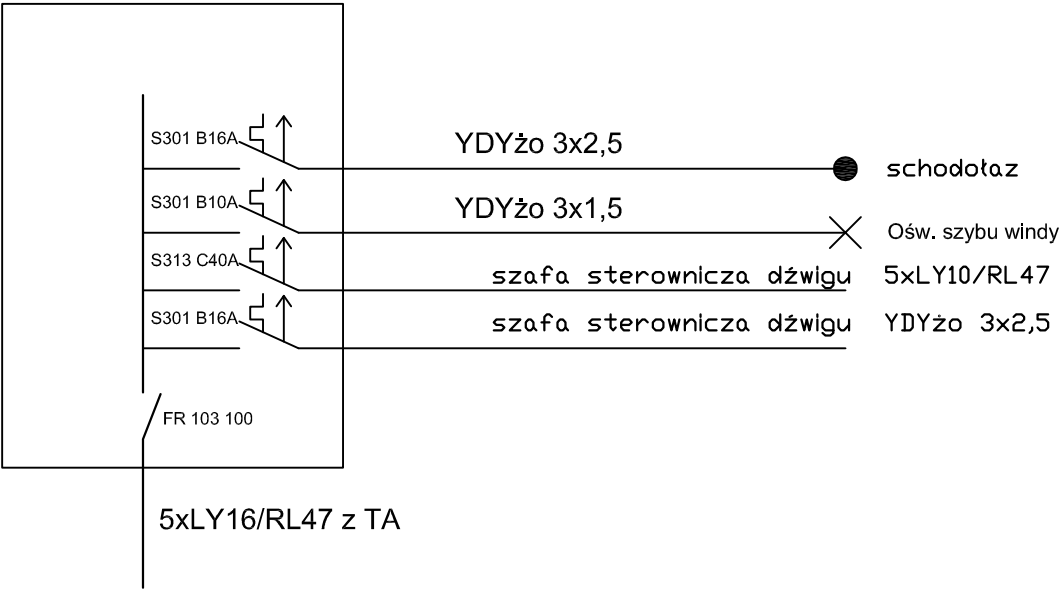 S301 B16A YDYżo 3x2,5 schodołaz
S301 B10A YDYżo 3x1,5 Ośw. szybu windy
S313 C40A szafa sterownicza dźwigu 5xLY10/RL47
S301 B16A szafa sterownicza dźwigu YDYżo 3x2,5
FR 103 100
5xLY16/RL47 z TA